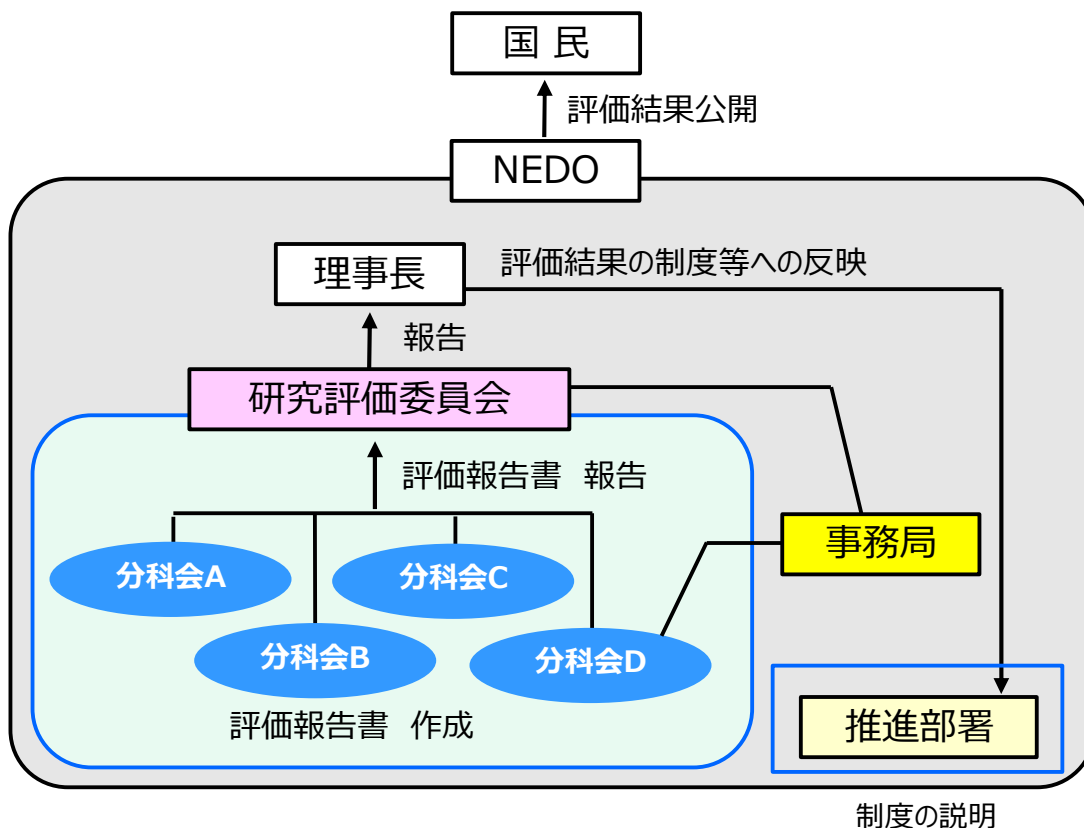 国 民
評価結果公開
NEDO
理事長
評価結果の制度等への反映
報告
研究評価委員会
評価報告書 報告
事務局
分科会A
分科会C
分科会B
分科会D
評価報告書 作成
推進部署
制度の説明